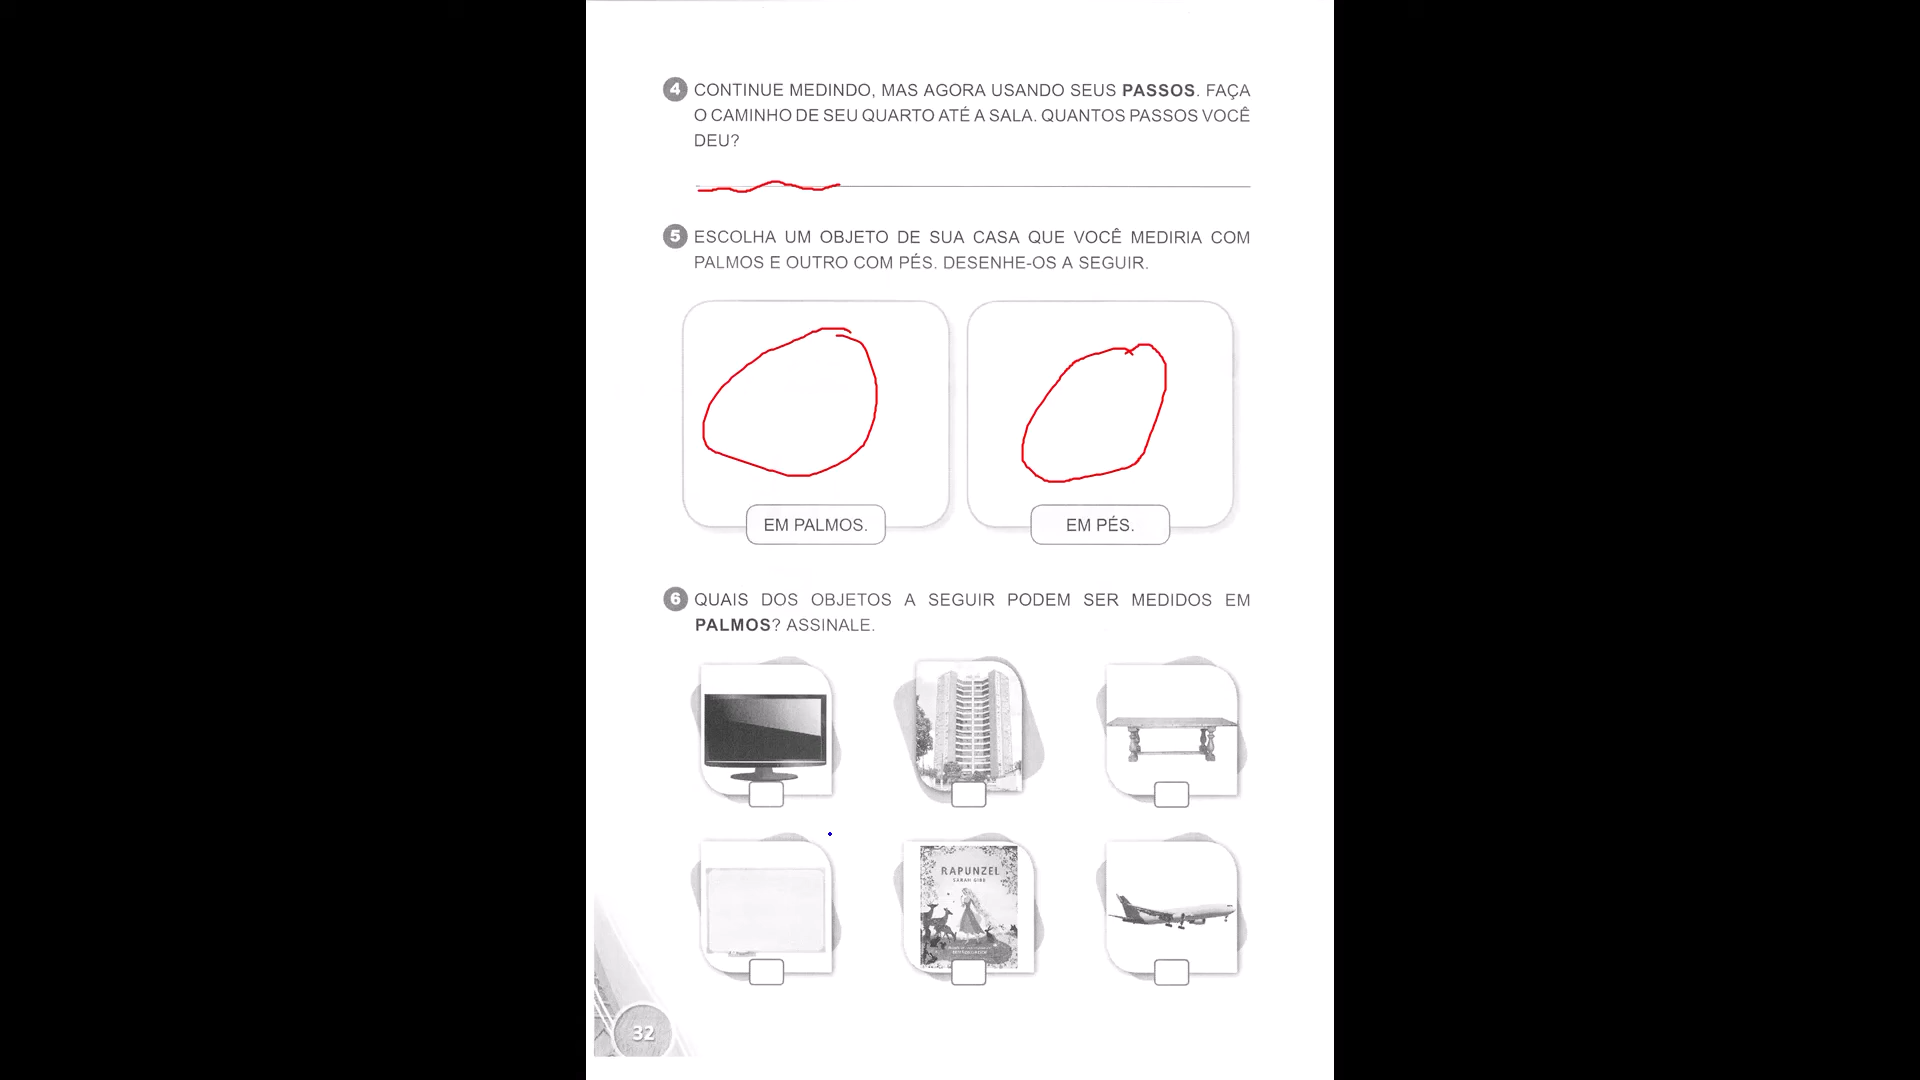 4 CONTINUE MEDINDO, MAS AGORA USANDO SEUS PASSOS. FAÇA
O CAMINHO DE SEU QUARTO ATÉ A SALA. QUANTOS PASSOS VOCÊ
DEU?
5 ESCOLHA UM OBJETO DE SUA CASA QUE VOCÊ MEDIRIA COM
PALMOS E OUTRO COM PÉS. DESENHE-OS A SEGUIR.
EM PALMOS.
EM PÉS.
6 QUAIS DOS OBJETOS A SEGUIR PODEM SER MEDIDOS EM
PALMOS? ASSINALE.
RAPUNZEL
SARAH GIBB
32